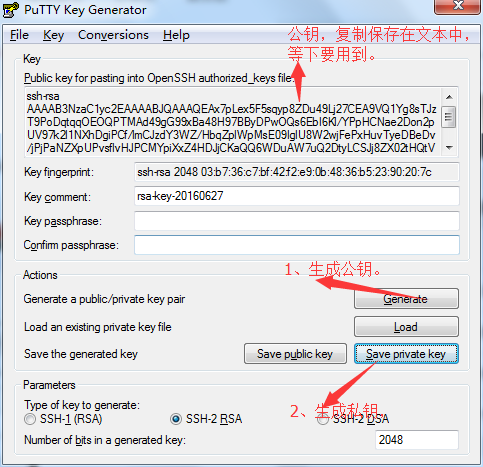 PuTTY Key Generator
File Key Conversions Help
公钥，复制保存在文本中，
等下要用到。
Key
Public key for pasting into OpenSSH authorized_keys file:
ssh-rsa
AAAAB3NzaC1yc2EAAAABJQAAAQEAx7pLex5F5sqyp8ZDu49Lj27CEA9VQ1Yg8sTJz
T9PoDqtqqOEOQPTMAd49gG99xBa48H97BByDPwOQs6EbI6Kl/YPpHCNae2Don2p
UV97k2l1NXhDgiPCf/lmCJzdY3WZ/HbqZplWpMsE09IglU8W2wjFePxHuvTyeDBeDv
/jPjPaNZXpUPvsflvHJPCMYpiXxZ4HDJjCKaQQ6WDuAW7uQ2DtyLCSJj8ZX02tHQtV
Key fingerprint: ssh-rsa 2048 03:b7:36:c7:bf:42:f2:e9:0b:48:36:b5:23:90:20:7c
Key comment: rsa-key-20160627
Key passphrase:
Confirm passphrase:
1、生成公钥。
Actions
Generate a public/private key pair Generate
Load an existing private key file Load
Save the generated key Save public key Save private key
Parameters
2、生成私钥
Type of key to generate:
SSH-1 (RSA) SSH-2 RSA SSH-2 DSA
Number of bits in a generated key: 2048